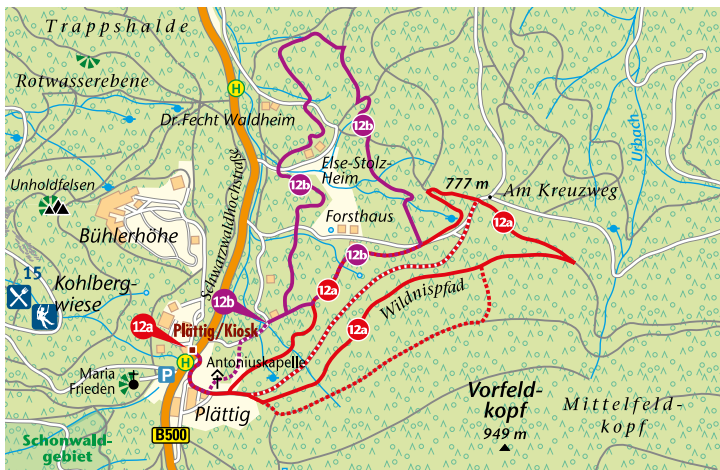 Trappshalde
Rotwasserebene
H
Dr. Fecht Waldheim
12b
Urbach
Else-Stolz-
Heim
12b
777 m
Am Kreuzweg
Unholdfelsen
Schwarzwaldhochstraße
Forsthaus
12a
Bühlerhöhe
12b
15
Kohlberg-
wiese
12a
12b
Wildnispfad
12a
Plättig/Kiosk
12a
H
Antoniuskapelle
Maria
Frieden
P
Plättig
Vorfeld-
kopf
949 m
Mittelfeld-
kopf
B500
Schonwald-
gebiet